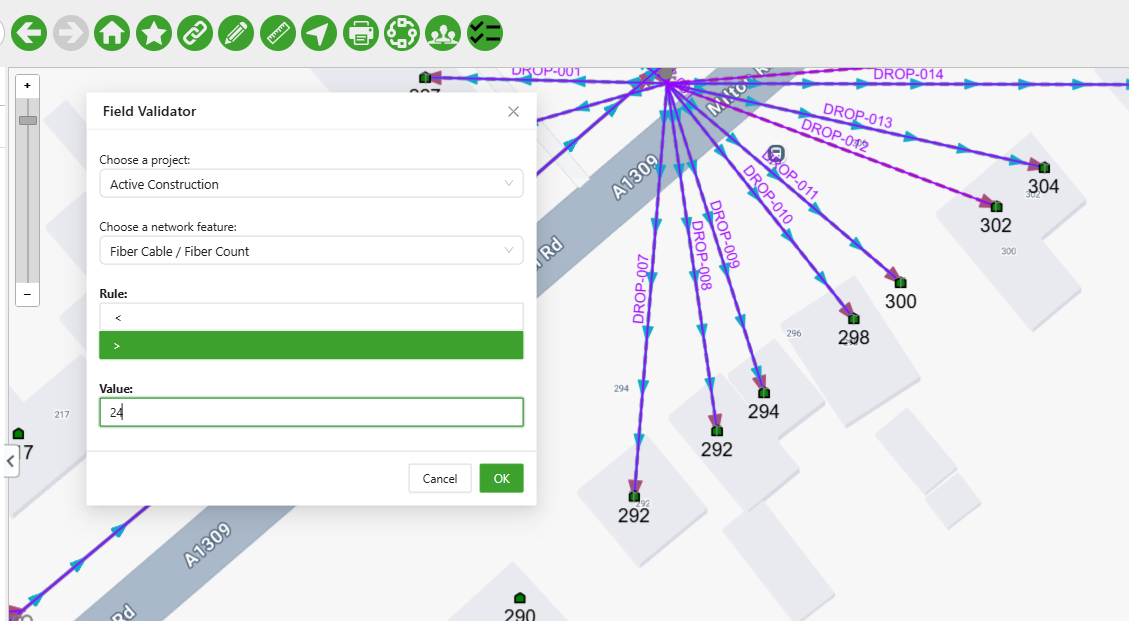 DROP-001
DROP-014
Field Validator
DROP-013
DROP-012
Choose a project:
Active Construction
A1309
DROP-011
304
302
DROP-010
302
Choose a network feature:
DROP-009
300
Fiber Cable / Fiber Count
Rd
DROP-008
DROP-007
Rule:
<
300
>
296
298
Value:
294
24
217
294
292
Cancel
OK
292
292
A1309
Rd
290